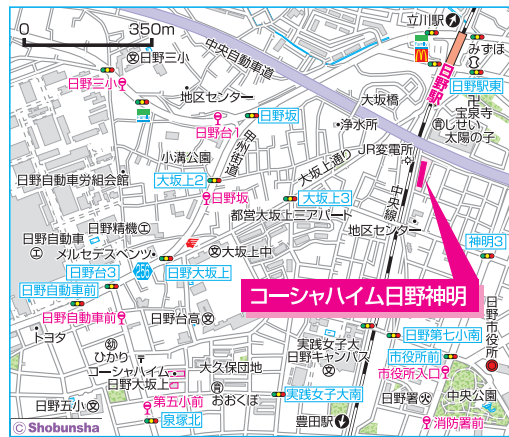 0 350m
立川駅
みずほ
日野駅
日野駅東
宝泉寺
しせい
太陽の子
日野三小
中央自動車道
日野三小
地区センター
日野坂
日野台1
甲州街道
大坂橋
浄水所
JR変電所
小溝公園
大坂上通り
日野自動車労組会館
大坂上2
大坂上3
日野坂
中央線
都営大坂上三アパート
地区センター
日野精機
日野自動車
メルセデスベンツ
大坂上中
神明3
日野台3
256
日野大坂上
日野自動車前
コーシャハイム日野神明
日野自動車前
日野台高
トヨタ
ひかり
コーシャハイム
日野大坂上
大久保団地
実践女子大
日野キャンパス
日野第七小南
市役所前
市役所入口
日野市役所
日野五小
第五小前
おおくぼ
実践女子大南
日野署
中央公園
泉塚北
豊田駅
消防署前
© Shobunsha